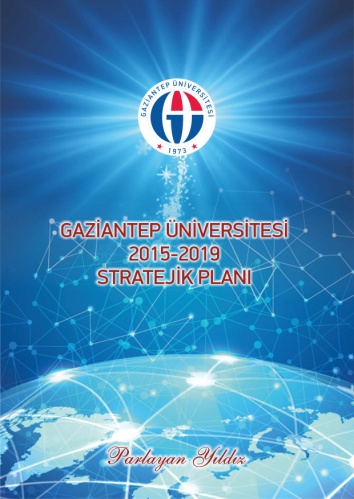 GAZİANTEP ÜNİVERSİTESİ
1973
GAZİANTEP ÜNİVERSİTESİ
2015-2019
STRATEJİK PLANI
Parlayan Yıldız